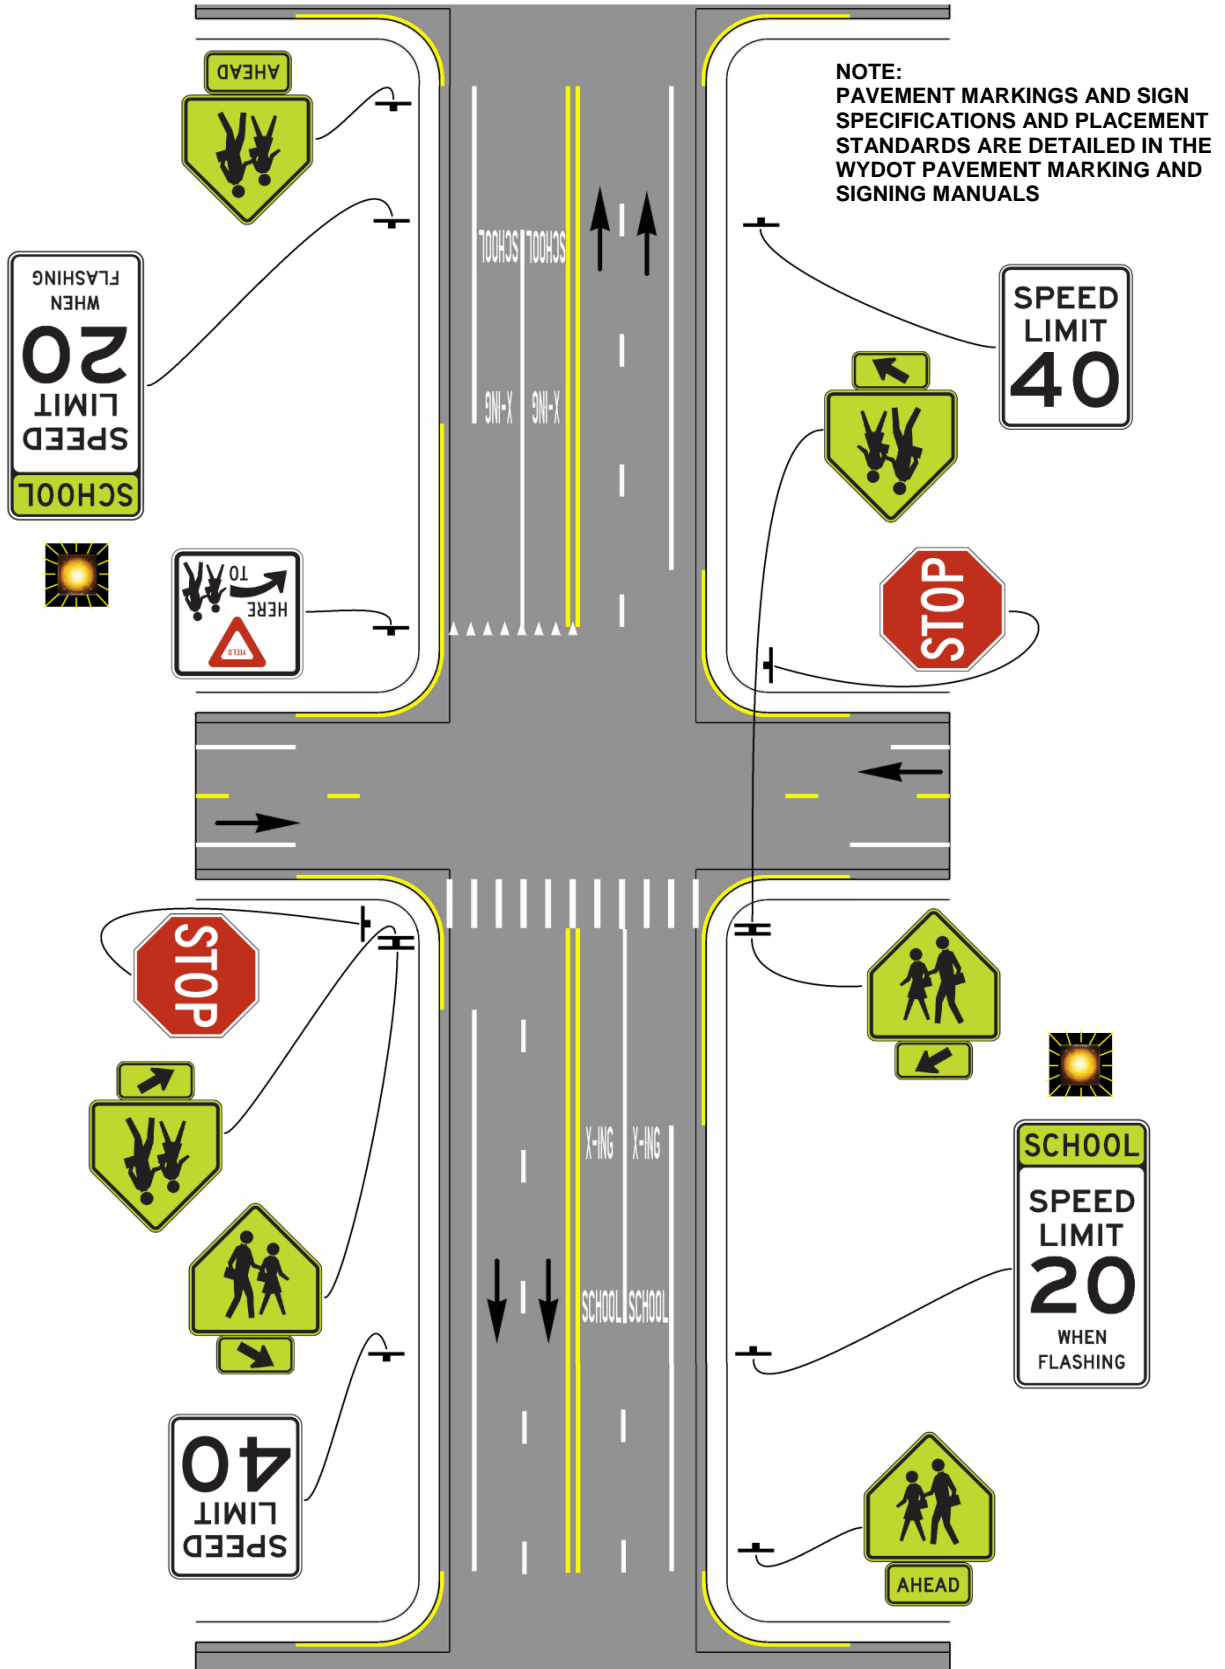 AHEAD
NOTE:
PAVEMENT MARKINGS AND SIGN
SPECIFICATIONS AND PLACEMENT
STANDARDS ARE DETAILED IN THE
WYDOT PAVEMENT MARKING AND
SIGNING MANUALS
SCHOOL
SPEED
LIMIT
20
WHEN
FLASHING
SCHOOL SCHOOL
X-ING X-ING
SPEED
LIMIT
40
YIELD
HERE
TO
STOP
STOP
X-ING X-ING
SCHOOL SCHOOL
SCHOOL
SPEED
LIMIT
20
WHEN
FLASHING
SPEED
LIMIT
40
AHEAD